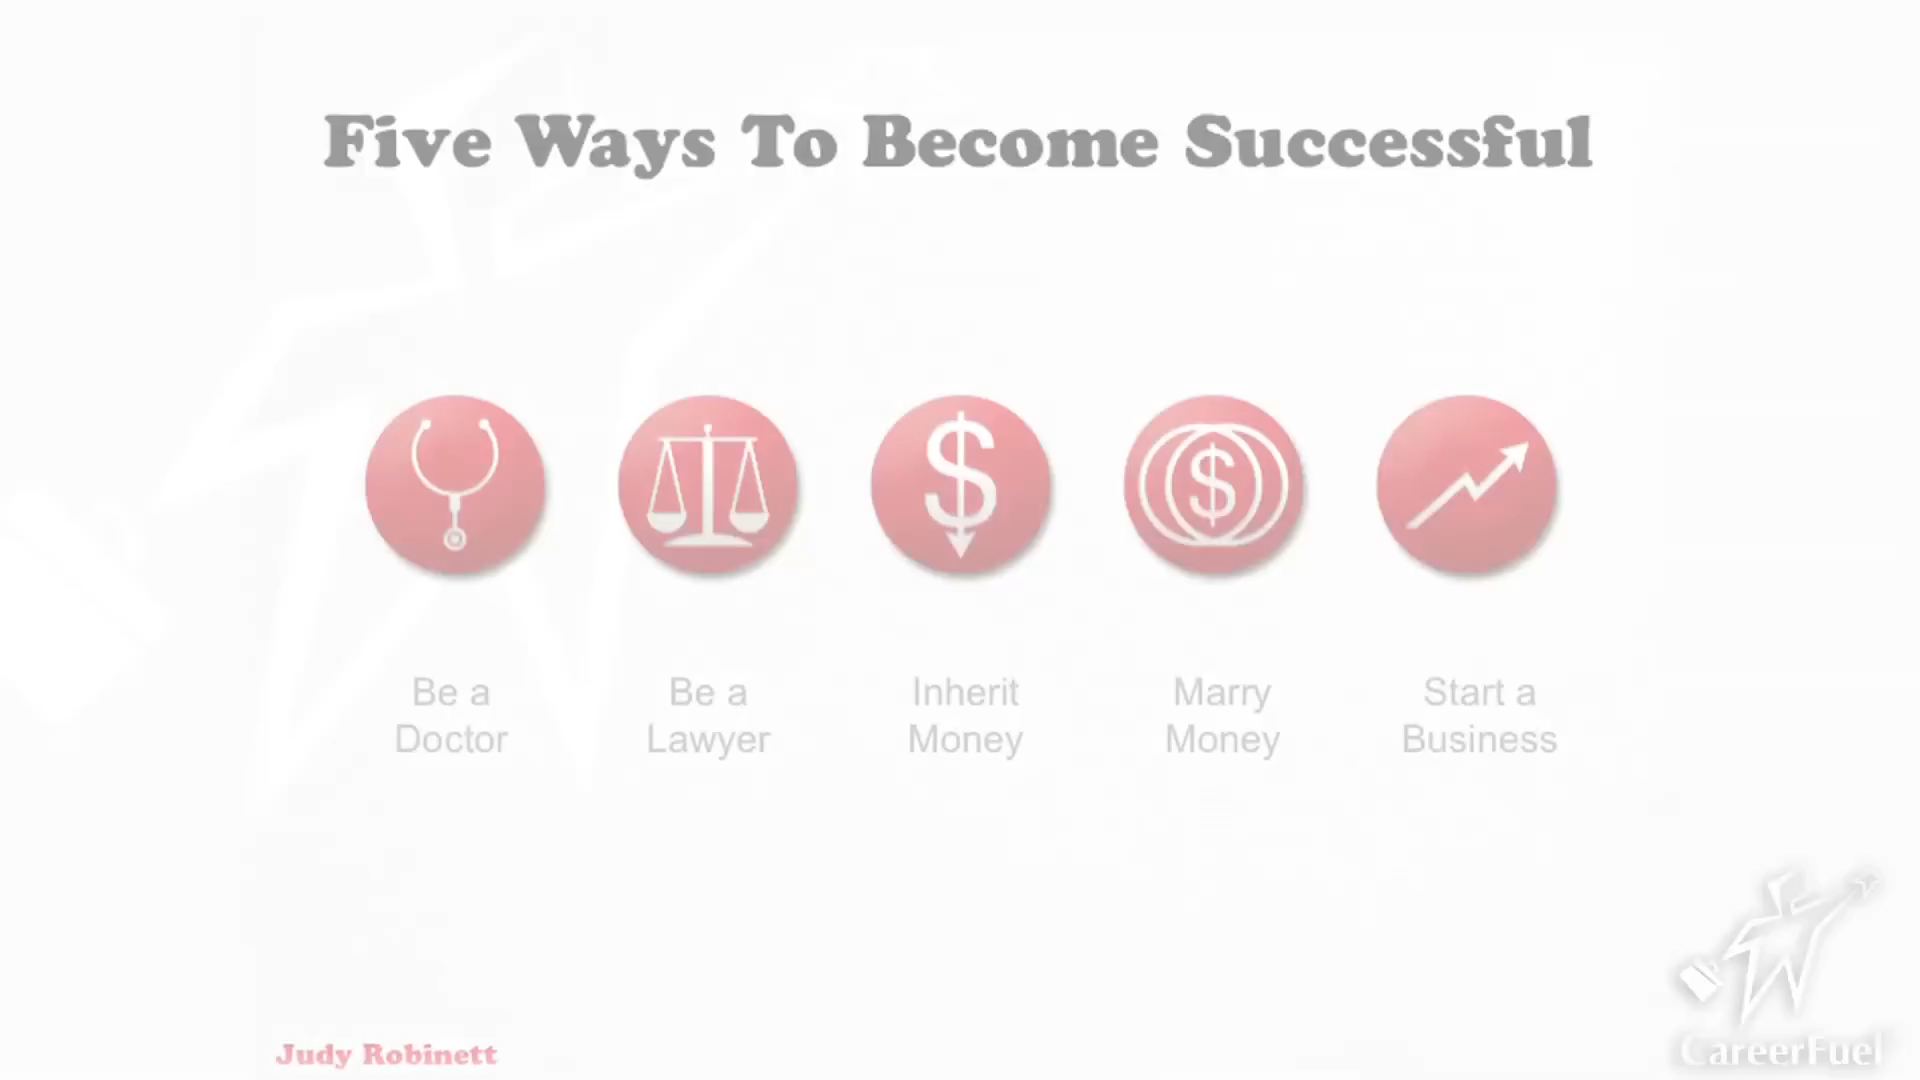 Five Ways To Become Successful
Be a
Doctor
Be a
Lawyer
Inherit
Money
Marry
Money
Start a
Business
Judy Robinett
CareerFuel